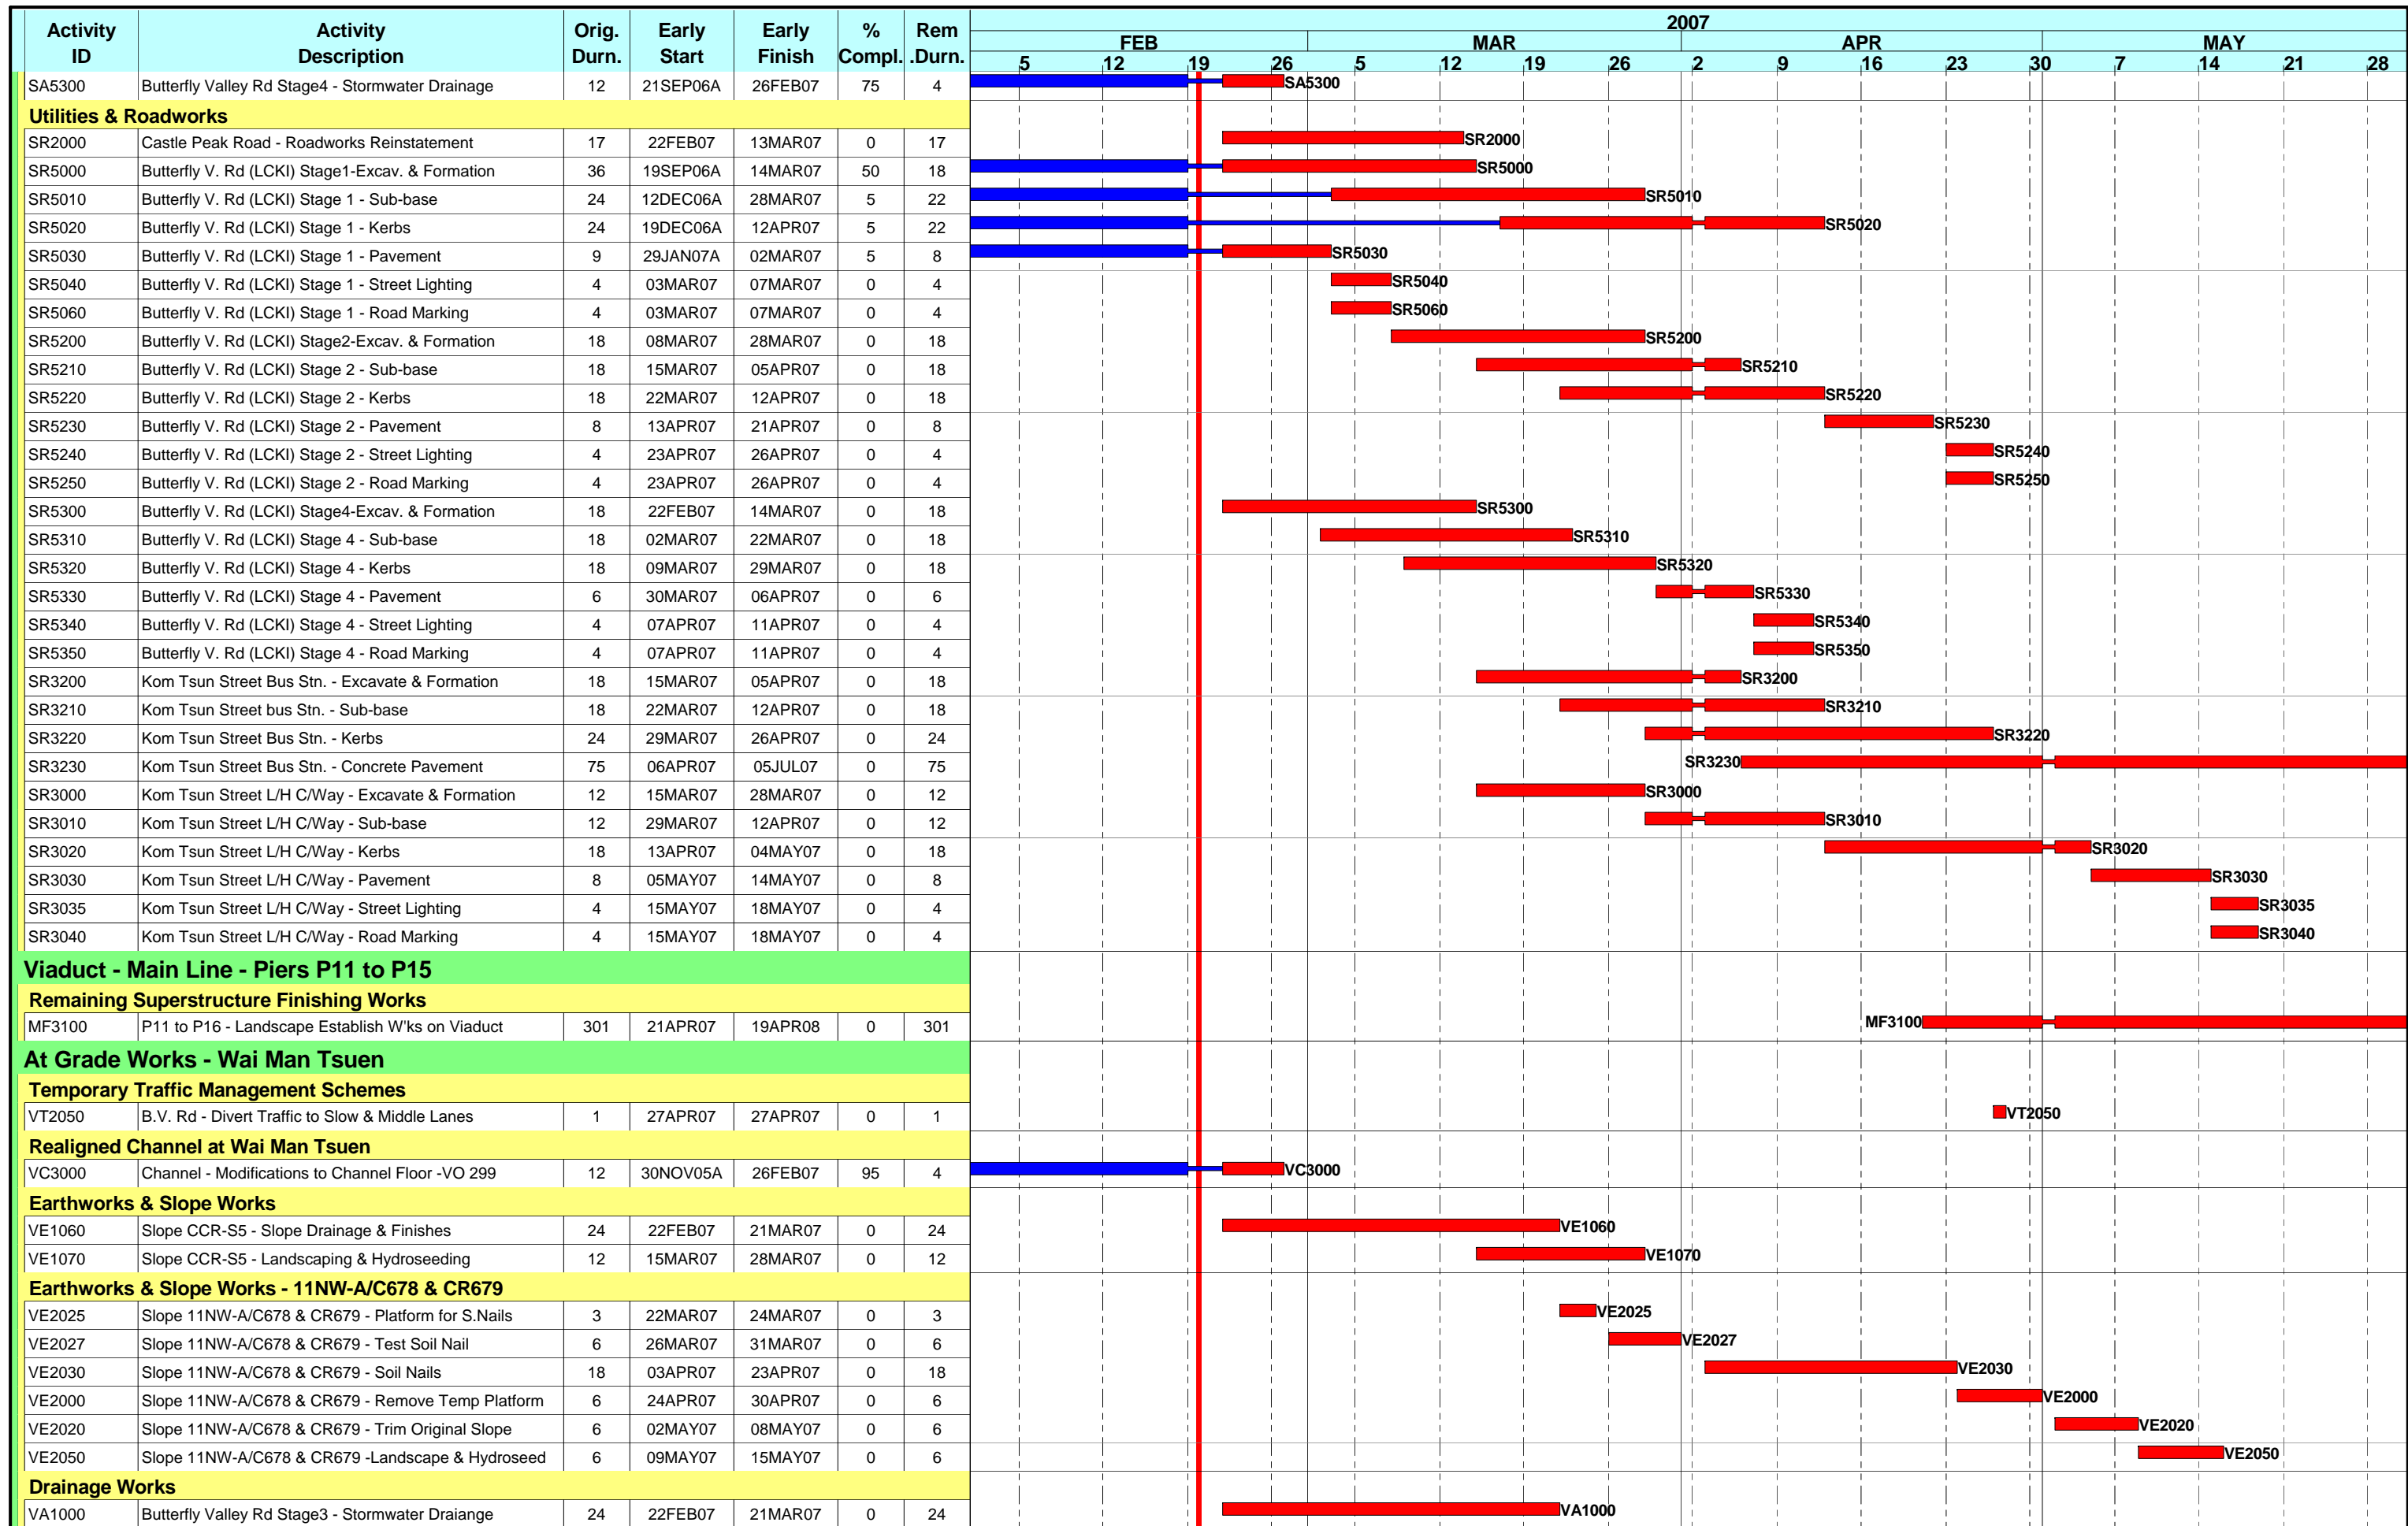 2007
Activity ID Activity Description Orig. Durn. Early Start Early Finish % Compl. Rem .Durn. FEB MAR APR MAY
5 12 19 26 5 12 19 26 2 9 16 23 30 7 14 21 28
SA5300 Butterfly Valley Rd Stage4 - Stormwater Drainage 12 21SEP06A 26FEB07 75 4 SA5300
Utilities & Roadworks
SR2000 Castle Peak Road - Roadworks Reinstatement 17 22FEB07 13MAR07 0 17 SR2000
SR5000 Butterfly V. Rd (LCKI) Stage1-Excav. & Formation 36 19SEP06A 14MAR07 50 18 SR5000
SR5010 Butterfly V. Rd (LCKI) Stage 1 - Sub-base 24 12DEC06A 28MAR07 5 22 SR5010
SR5020 Butterfly V. Rd (LCKI) Stage 1 - Kerbs 24 19DEC06A 12APR07 5 22 SR5020
SR5030 Butterfly V. Rd (LCKI) Stage 1 - Pavement 9 29JAN07A 02MAR07 5 8 SR5030
SR5040 Butterfly V. Rd (LCKI) Stage 1 - Street Lighting 4 03MAR07 07MAR07 0 4 SR5040
SR5060 Butterfly V. Rd (LCKI) Stage 1 - Road Marking 4 03MAR07 07MAR07 0 4 SR5060
SR5200 Butterfly V. Rd (LCKI) Stage2-Excav. & Formation 18 08MAR07 28MAR07 0 18 SR5200
SR5210 Butterfly V. Rd (LCKI) Stage 2 - Sub-base 18 15MAR07 05APR07 0 18 SR5210
SR5220 Butterfly V. Rd (LCKI) Stage 2 - Kerbs 18 22MAR07 12APR07 0 18 SR5220
SR5230 Butterfly V. Rd (LCKI) Stage 2 - Pavement 8 13APR07 21APR07 0 8 SR5230
SR5240 Butterfly V. Rd (LCKI) Stage 2 - Street Lighting 4 23APR07 26APR07 0 4 SR5240
SR5250 Butterfly V. Rd (LCKI) Stage 2 - Road Marking 4 23APR07 26APR07 0 4 SR5250
SR5300 Butterfly V. Rd (LCKI) Stage4-Excav. & Formation 18 22FEB07 14MAR07 0 18 SR5300
SR5310 Butterfly V. Rd (LCKI) Stage 4 - Sub-base 18 02MAR07 22MAR07 0 18 SR5310
SR5320 Butterfly V. Rd (LCKI) Stage 4 - Kerbs 18 09MAR07 29MAR07 0 18 SR5320
SR5330 Butterfly V. Rd (LCKI) Stage 4 - Pavement 6 30MAR07 06APR07 0 6 SR5330
SR5340 Butterfly V. Rd (LCKI) Stage 4 - Street Lighting 4 07APR07 11APR07 0 4 SR5340
SR5350 Butterfly V. Rd (LCKI) Stage 4 - Road Marking 4 07APR07 11APR07 0 4 SR5350
SR3200 Kom Tsun Street Bus Stn. - Excavate & Formation 18 15MAR07 05APR07 0 18 SR3200
SR3210 Kom Tsun Street bus Stn. - Sub-base 18 22MAR07 12APR07 0 18 SR3210
SR3220 Kom Tsun Street Bus Stn. - Kerbs 24 29MAR07 26APR07 0 24 SR3220
SR3230 Kom Tsun Street Bus Stn. - Concrete Pavement 75 06APR07 05JUL07 0 75 SR3230
SR3000 Kom Tsun Street L/H C/Way - Excavate & Formation 12 15MAR07 28MAR07 0 12 SR3000
SR3010 Kom Tsun Street L/H C/Way - Sub-base 12 29MAR07 12APR07 0 12 SR3010
SR3020 Kom Tsun Street L/H C/Way - Kerbs 18 13APR07 04MAY07 0 18 SR3020
SR3030 Kom Tsun Street L/H C/Way - Pavement 8 05MAY07 14MAY07 0 8 SR3030
SR3035 Kom Tsun Street L/H C/Way - Street Lighting 4 15MAY07 18MAY07 0 4 SR3035
SR3040 Kom Tsun Street L/H C/Way - Road Marking 4 15MAY07 18MAY07 0 4 SR3040
Viaduct - Main Line - Piers P11 to P15
Remaining Superstructure Finishing Works
MF3100 P11 to P16 - Landscape Establish W'ks on Viaduct 301 21APR07 19APR08 0 301 MF3100
At Grade Works - Wai Man Tsuen
Temporary Traffic Management Schemes
VT2050 B.V. Rd - Divert Traffic to Slow & Middle Lanes 1 27APR07 27APR07 0 1 VT2050
Realigned Channel at Wai Man Tsuen
VC3000 Channel - Modifications to Channel Floor -VO 299 12 30NOV05A 26FEB07 95 4 VC3000
Earthworks & Slope Works
VE1060 Slope CCR-S5 - Slope Drainage & Finishes 24 22FEB07 21MAR07 0 24 VE1060
VE1070 Slope CCR-S5 - Landscaping & Hydroseeding 12 15MAR07 28MAR07 0 12 VE1070
Earthworks & Slope Works - 11NW-A/C678 & CR679
VE2025 Slope 11NW-A/C678 & CR679 - Platform for S.Nails 3 22MAR07 24MAR07 0 3 VE2025
VE2027 Slope 11NW-A/C678 & CR679 - Test Soil Nail 6 26MAR07 31MAR07 0 6 VE2027
VE2030 Slope 11NW-A/C678 & CR679 - Soil Nails 18 03APR07 23APR07 0 18 VE2030
VE2000 Slope 11NW-A/C678 & CR679 - Remove Temp Platform 6 24APR07 30APR07 0 6 VE2000
VE2020 Slope 11NW-A/C678 & CR679 - Trim Original Slope 6 02MAY07 08MAY07 0 6 VE2020
VE2050 Slope 11NW-A/C678 & CR679 -Landscape & Hydroseed 6 09MAY07 15MAY07 0 6 VE2050
Drainage Works
VA1000 Butterfly Valley Rd Stage3 - Stormwater Draiange 24 22FEB07 21MAR07 0 24 VA1000